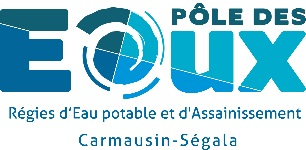 PÔLE DES
Eaux
Régies d'Eau potable et d'Assainissement
Carmausin-Ségala